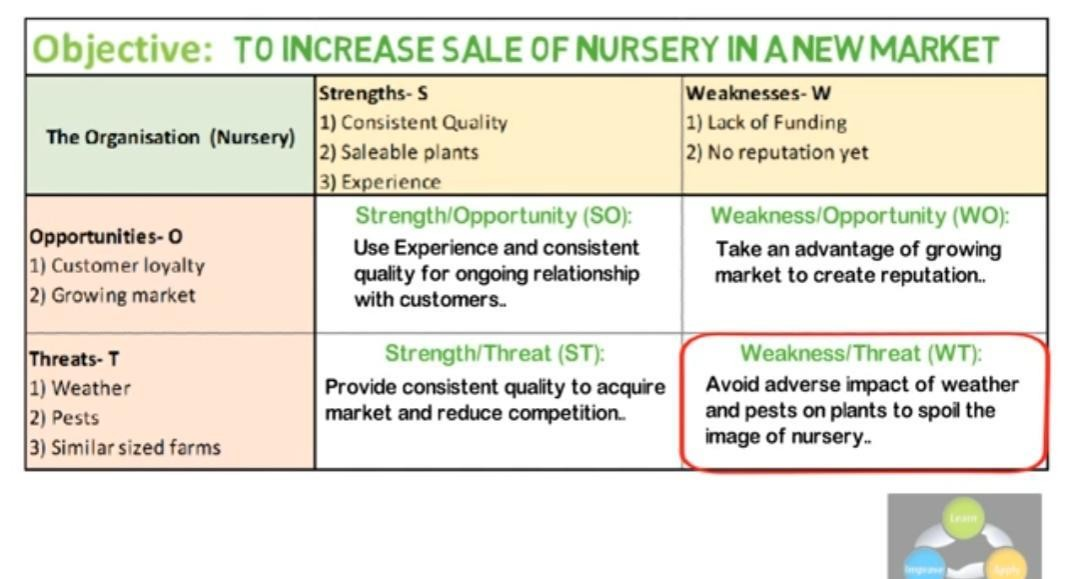 Objective: TO INCREASE SALE OF NURSERY IN A NEW MARKET
The Organisation (Nursery)
Strengths- S
1) Consistent Quality
2) Saleable plants
3) Experience
Weaknesses- W
1) Lack of Funding
2) No reputation yet
Opportunities- O
1) Customer loyalty
2) Growing market
Strength/Opportunity (SO):
Use Experience and consistent
quality for ongoing relationship
with customers..
Weakness/Opportunity (WO):
Take an advantage of growing
market to create reputation..
Threats- T
1) Weather
2) Pests
3) Similar sized farms
Strength/Threat (ST):
Provide consistent quality to acquire
market and reduce competition..
Weakness/Threat (WT):
Avoid adverse impact of weather
and pests on plants to spoil the
image of nursery..
Learn
Improve
Apply